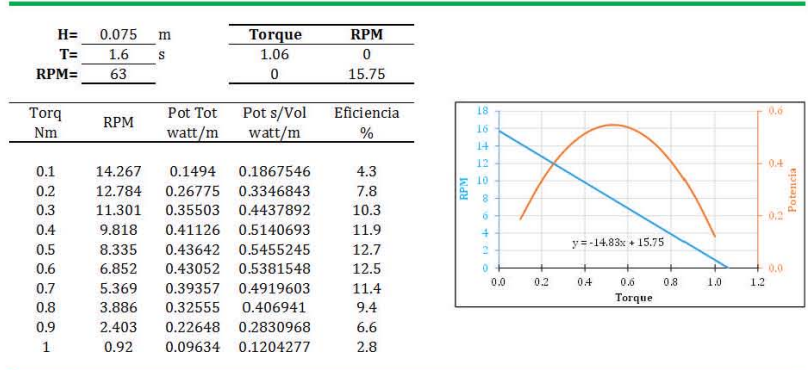 H= 0.075 m Torque RPM
T= 1.6 s 1.06 0
RPM= 63 0 15.75
Torq Nm RPM Pot Tot watt/m Pot s/Vol watt/m Eficiencia %
0.1 14.267 0.1494 0.1867546 4.3
0.2 12.784 0.26775 0.3346843 7.8
0.3 11.301 0.35503 0.4437892 10.3
0.4 9.818 0.41126 0.5140693 11.9
0.5 8.335 0.43642 0.5455245 12.7
0.6 6.852 0.43052 0.5381548 12.5
0.7 5.369 0.39357 0.4919603 11.4
0.8 3.886 0.32555 0.406941 9.4
0.9 2.403 0.22648 0.2830968 6.6
1 0.92 0.09634 0.1204277 2.8
18 0.6
16
14
12 0.4
10
RPM Potencia
8
6 0.2
4
y = -14.83x + 15.75
2
0 0.0
0.0 0.2 0.4 0.6 0.8 1.0 1.2
Torque